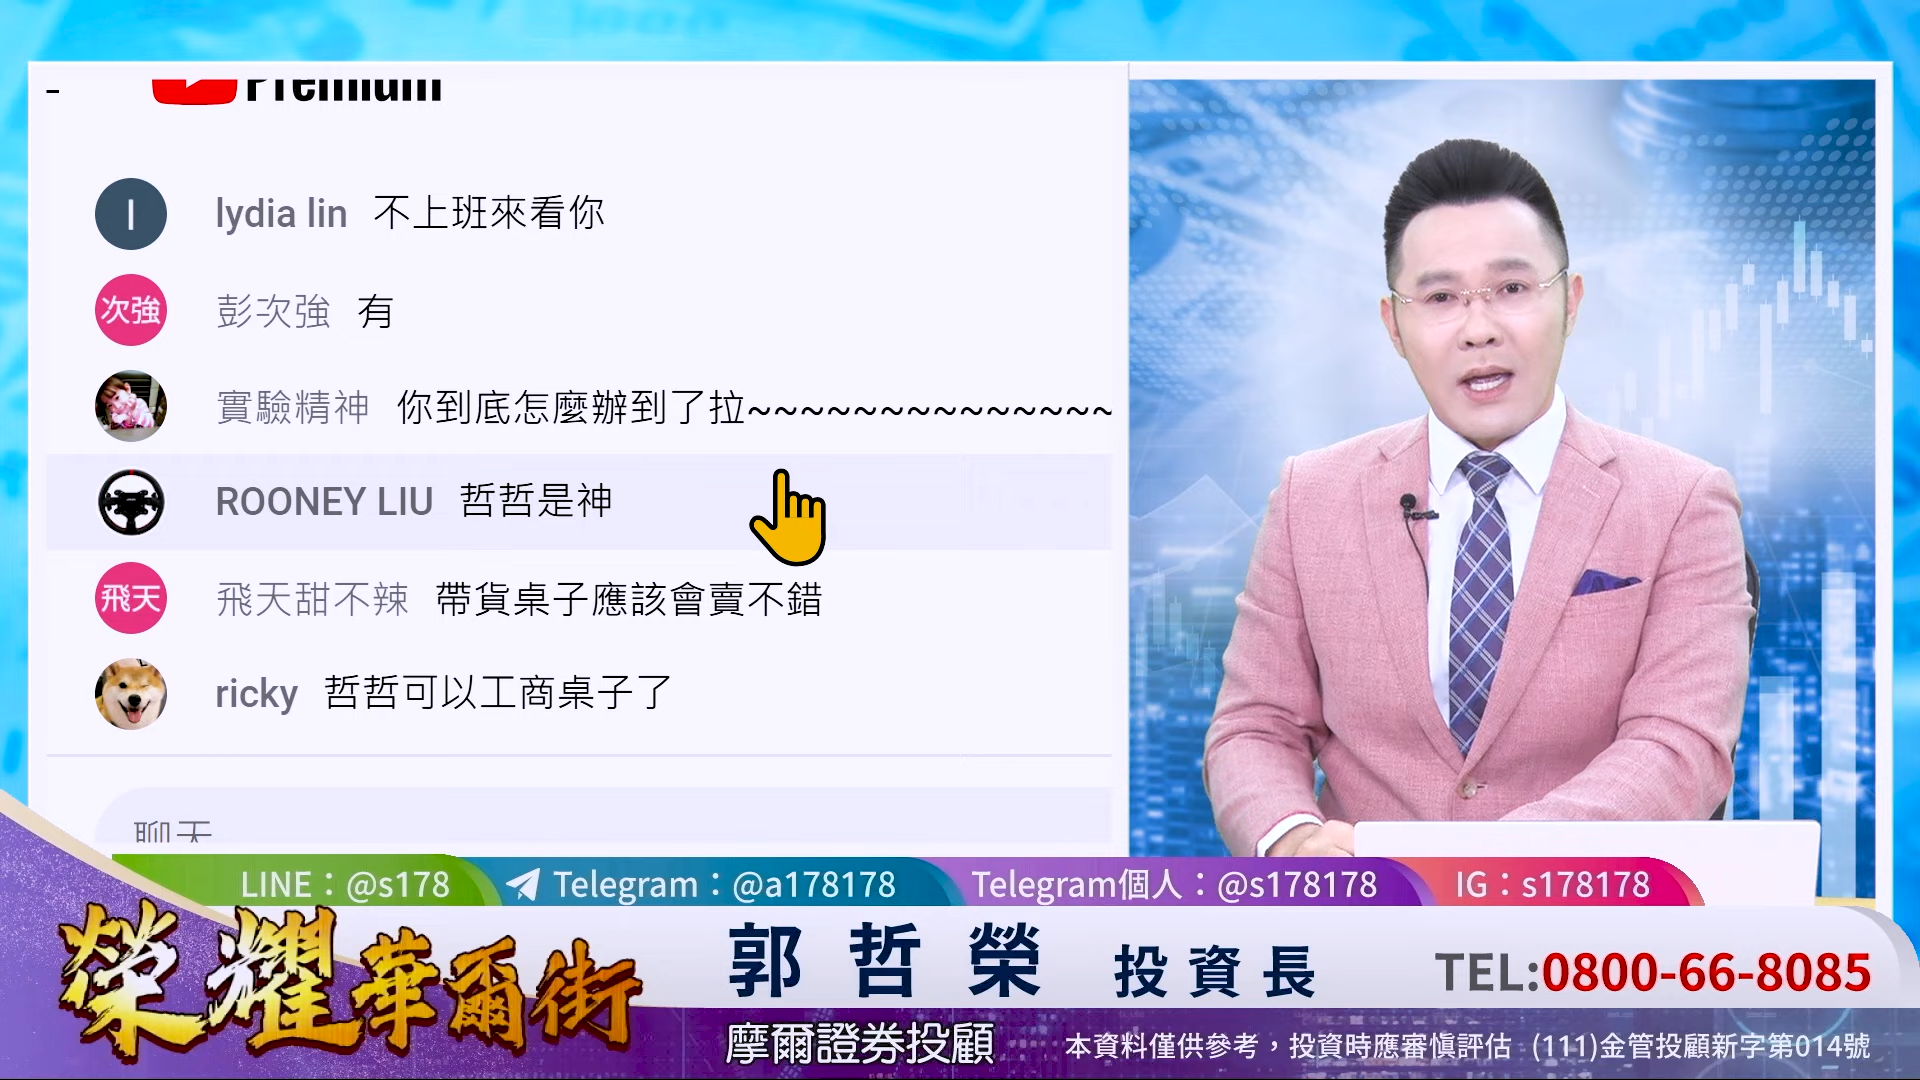 Premium
lydia lin 不上班來看你
次強 彭次強 有
實驗精神 你到底怎麼辦到了拉~~~~~~~~~~~~~~
ROONEY LIU 哲哲是神
飛天 飛天甜不辣 帶貨桌子應該會賣不錯
ricky 哲哲可以工商桌子了
聊天
LINE：@s178 Telegram：@a178178 Telegram個人：@s178178 IG：s178178
榮耀華爾街
郭哲榮 投資長 TEL:0800-66-8085
摩爾證券投顧 本資料僅供參考，投資時應審慎評估 (111)金管投顧新字第014號